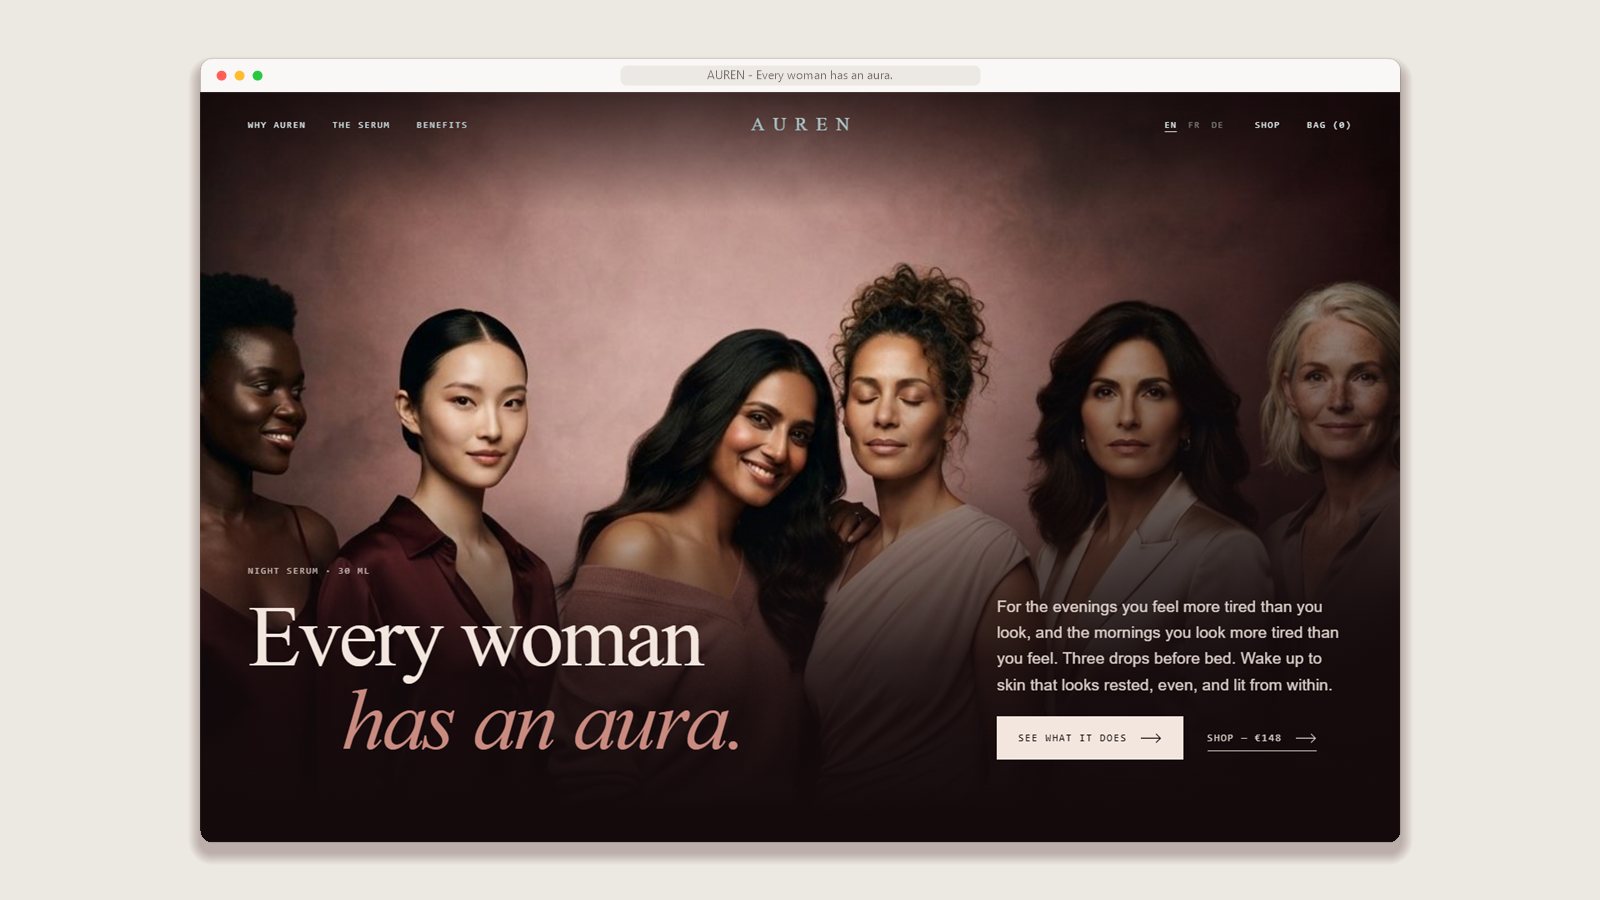 AUREN - Every woman has an aura.
WHY AUREN THE SERUM BENEFITS
AUREN
EN FR DE SHOP BAG (0)
NIGHT SERUM • 30 ML
Every woman
has an aura.
For the evenings you feel more tired than you
look, and the mornings you look more tired than
you feel. Three drops before bed. Wake up to
skin that looks rested, even, and lit from within.
SEE WHAT IT DOES
SHOP — €148